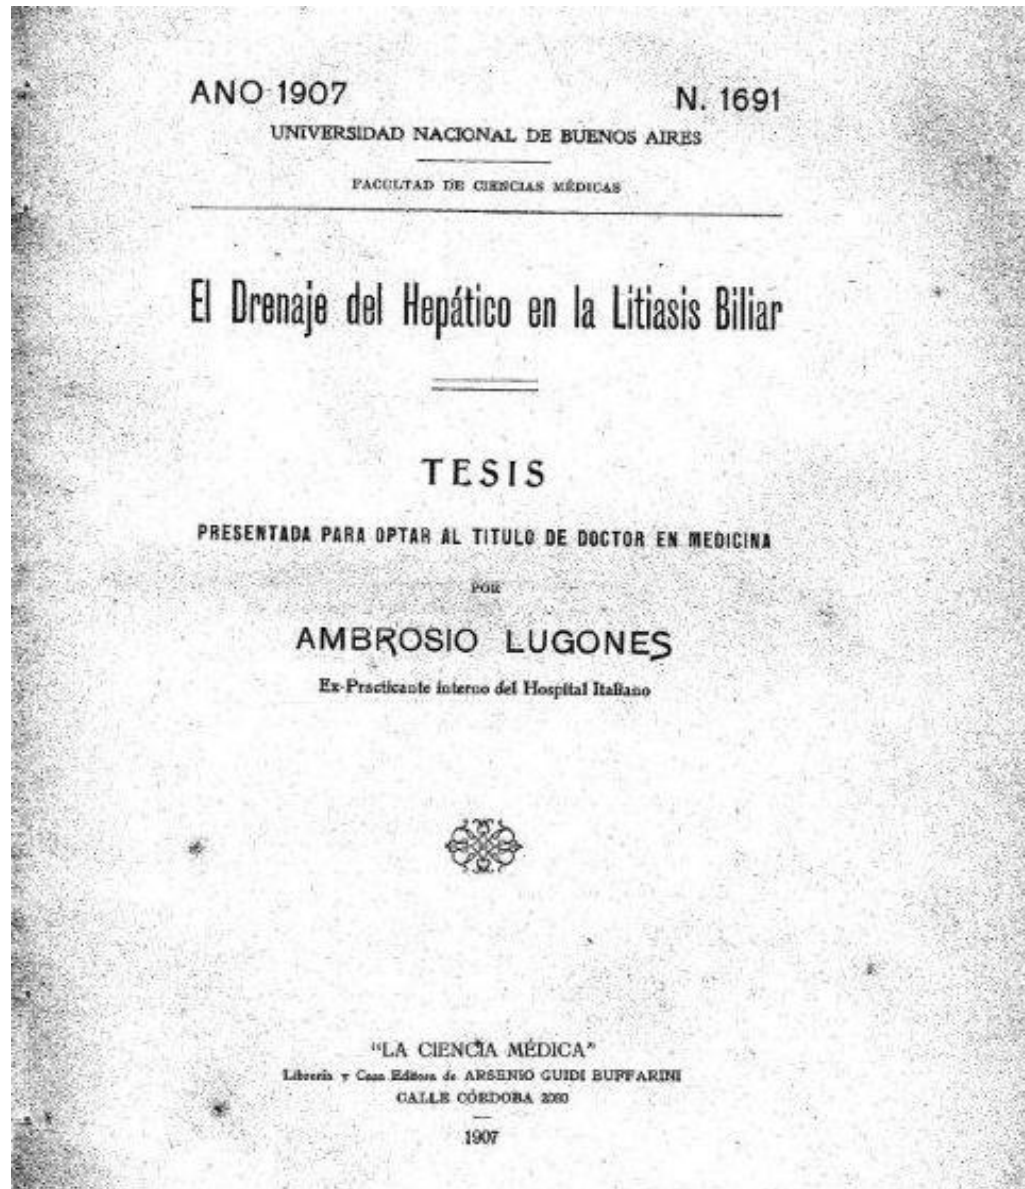 ANO 1907 N. 1691
UNIVERSIDAD NACIONAL DE BUENOS AIRES
FACULTAD DE CIENCIAS MÉDICAS
El Drenaje del Hepático en la Litiasis Biliar
TESIS
PRESENTADA PARA OPTAR AL TITULO DE DOCTOR EN MEDICINA
POR
AMBROSIO LUGONES
Ex-Practicante interno del Hospital Italiano
"LA CIENCIA MÉDICA"
Librería y Casa Editora de ARSENIO GUIDI BUFFARINI
CALLE CÓRDOBA
1907